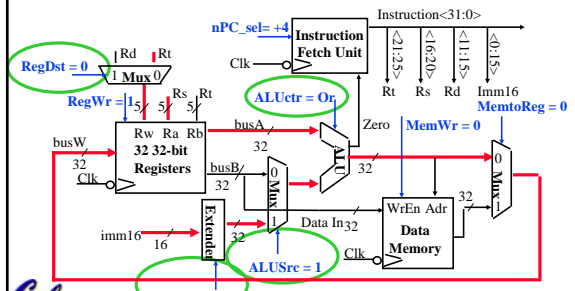 nPC_sel= +4
Instruction
Fetch Unit
Clk
Instruction<31:0>
<21:25>
<16:20>
<11:15>
<0:15>
Rt
Rs
Rd
Imm16
RegDst = 0
Rd
Rt
1 Mux 0
RegWr = 1
5
5
Rs
5
Rt
ALUctr = Or
Zero
MemWr = 0
MemtoReg = 0
busW
32
Clk
Rw Ra Rb
32 32-bit
Registers
busA
32
busB
32
0
Mux
1
ALU
32
0
Mux
1
imm16
16
Extender
32
Data In
32
Clk
WrEn Adr
Data
Memory
32
ALUSrc = 1